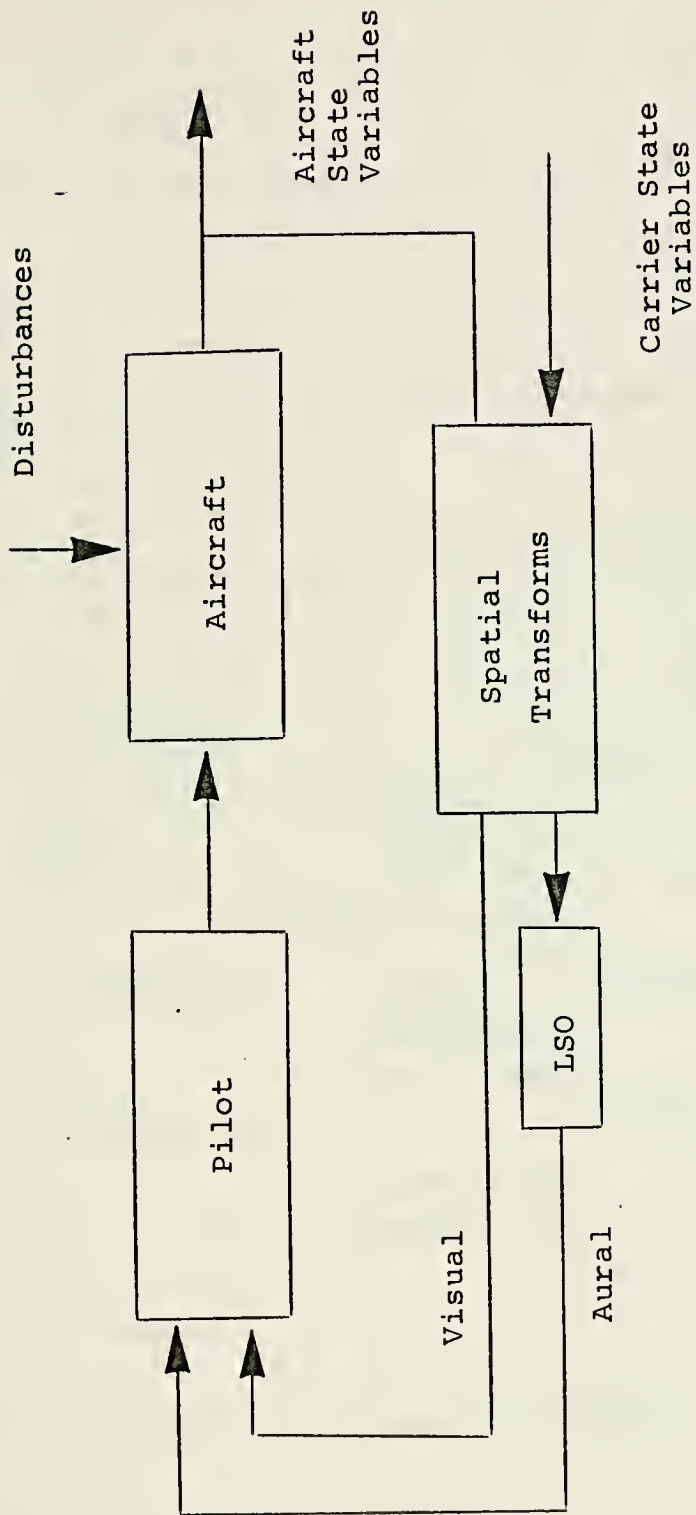 Disturbances
Pilot
Aircraft
Aircraft
State
Variables
Visual
Spatial
Transforms
LSO
Aural
Carrier State
Variables